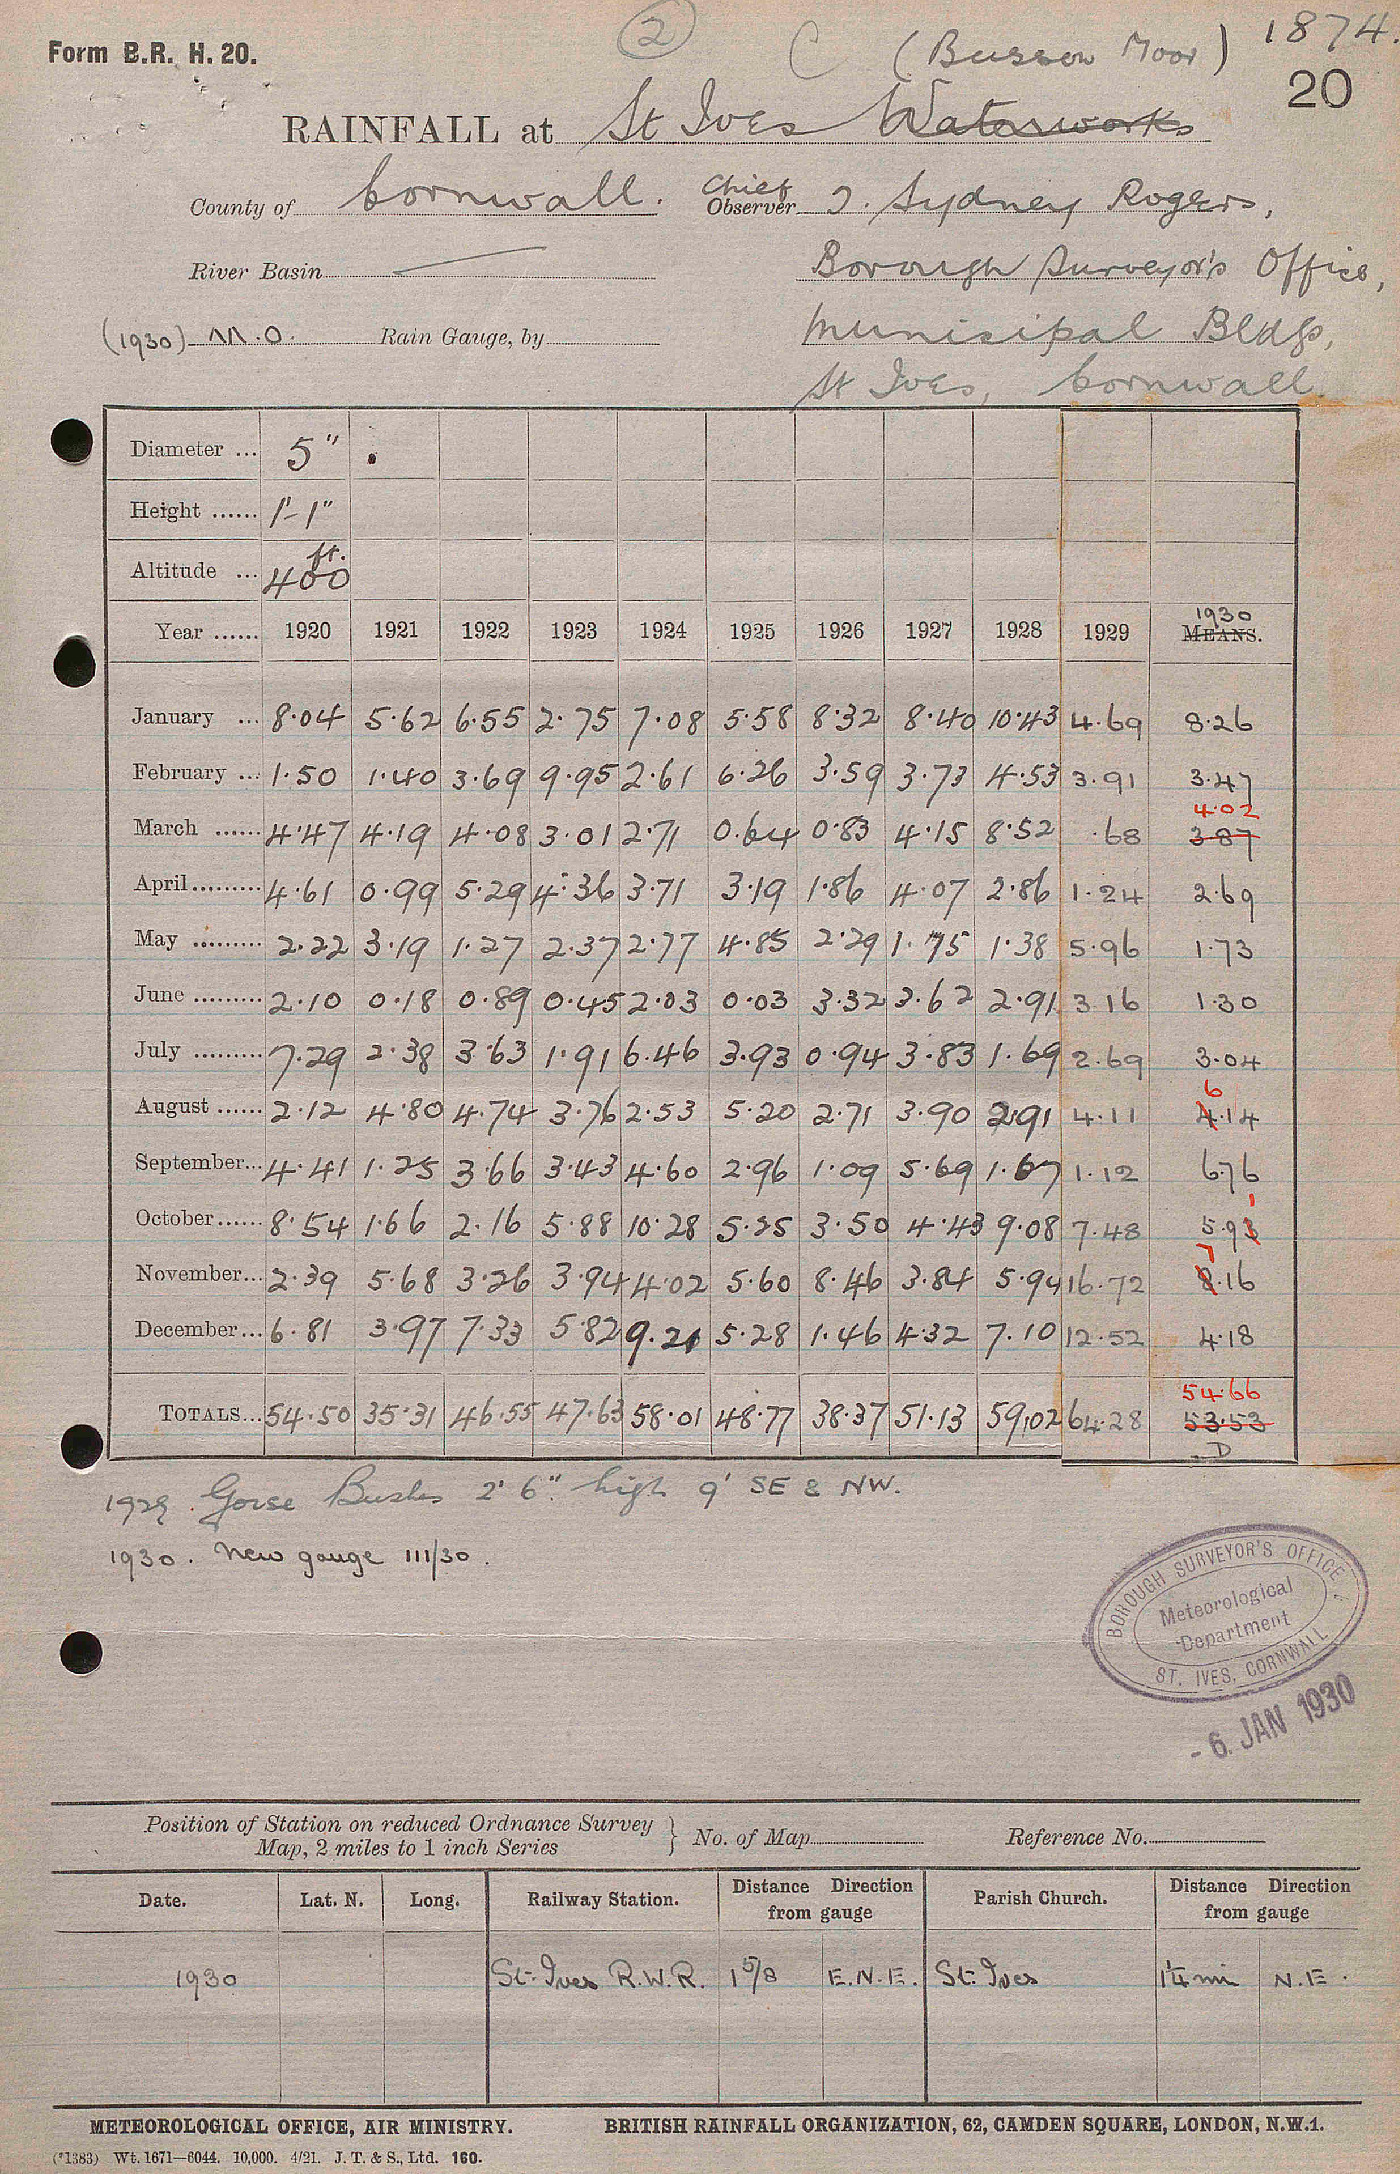 Form B.R. H. 20.
2 C (Bussow Moor) 1874.
20
RAINFALL at St Ives Waterworks
County of Cornwall. Chief Observer J. Sydney Rogers,
River Basin Borough Surveyor's Office,
(1930) M.O. Rain Gauge, by Munisipal Bldgs,
St Ives, Cornwall.
Diameter ... 5"
Height ...... 1'-1"
Altitude ... 400 ft.
Year ...... 1920 1921 1922 1923 1924 1925 1926 1927 1928 1929 1930 MEANS.
January ... 8.04 5.62 6.55 2.75 7.08 5.58 8.32 8.40 10.43 4.69 8.26
February ... 1.50 1.40 3.69 9.95 2.61 6.26 3.59 3.73 4.53 3.91 3.47
March ...... 4.47 4.19 4.08 3.01 2.71 0.64 0.83 4.15 8.52 .68 4.02 3.87
April ......... 4.61 0.99 5.29 4.36 3.71 3.19 1.86 4.07 2.86 1.24 2.69
May ......... 2.22 3.19 1.27 2.37 2.77 4.85 2.29 1.75 1.38 5.96 1.73
June ......... 2.10 0.18 0.89 0.45 2.03 0.03 3.32 3.62 2.91 3.16 1.30
July ......... 7.29 2.38 3.63 1.91 6.46 3.93 0.94 3.83 1.69 2.69 3.04
August ...... 2.12 4.80 4.74 3.76 2.53 5.20 2.71 3.90 2.91 4.11 6 4.14
September... 4.41 1.25 3.66 3.43 4.60 2.96 1.09 5.69 1.67 1.12 6.76
October ...... 8.54 1.66 2.16 5.88 10.28 5.25 3.50 4.43 9.08 7.48 5.93 1
November... 2.39 5.68 3.26 3.94 4.02 5.60 8.46 3.84 5.94 16.72 7 8.16
December... 6.81 3.97 7.33 5.82 9.21 5.28 1.46 4.32 7.10 12.52 4.18
TOTALS... 54.50 35.31 46.55 47.63 58.01 48.77 38.37 51.13 59.02 64.28 54.66 53.53
D
1929. Gorse Bushes 2' 6" high 9' SE & NW.
1930. New gauge 111/30.
BOROUGH SURVEYOR'S OFFICE
Meteorological
Department
ST. IVES, CORNWALL
- 6. JAN 1930
Position of Station on reduced Ordnance Survey
Map, 2 miles to 1 inch Series } No. of Map Reference No.
Date. Lat. N. Long. Railway Station. Distance Direction from gauge Parish Church. Distance Direction from gauge
1930 St. Ives R.W.R. 1 5/8 E.N.E. St. Ives 1¼ mi N.E.
METEOROLOGICAL OFFICE, AIR MINISTRY. BRITISH RAINFALL ORGANIZATION, 62, CAMDEN SQUARE, LONDON, N.W.1.
(*1383) Wt. 1671—6044. 10,000. 4/21. J. T. & S., Ltd. 160.